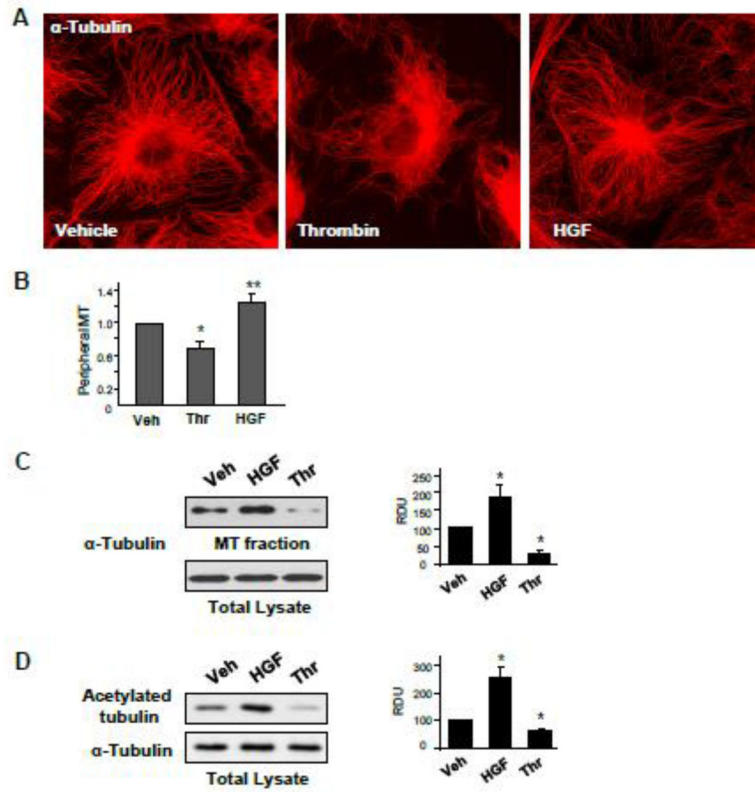 A
α-Tubulin
Vehicle
Thrombin
HGF
B
Peripheral MT
1.4
1.0
0.6
0.2
0
*
**
Veh
Thr
HGF
C
Veh
HGF
Thr
α-Tubulin
MT fraction
Total Lysate
RDU
250
200
150
100
50
0
*
*
Veh
HGF
Thr
D
Veh
HGF
Thr
Acetylated
tubulin
α-Tubulin
Total Lysate
RDU
300
200
100
0
*
*
Veh
HGF
Thr